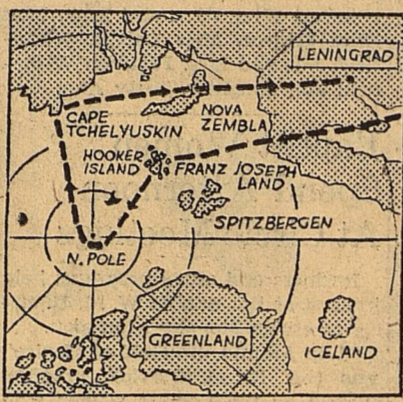 LENINGRAD
CAPE
TCHELYUSKIN
NOVA
ZEMBLA
HOOKER
ISLAND
FRANZ JOSEPH
LAND
SPITZBERGEN
N. POLE
GREENLAND
ICELAND